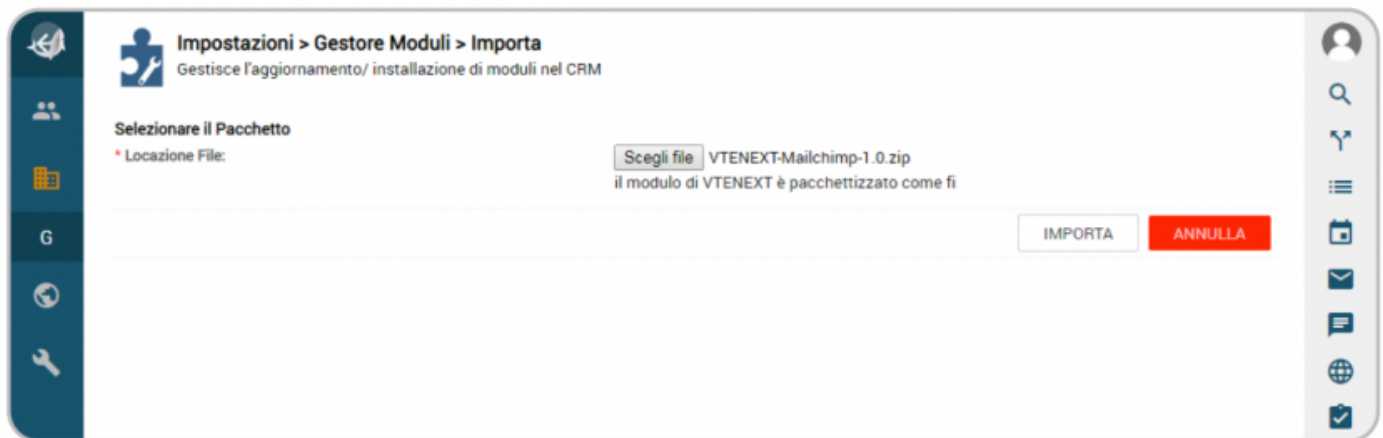 Impostazioni > Gestore Moduli > Importa
Gestisce l'aggiornamento/ installazione di moduli nel CRM
Selezionare il Pacchetto
* Locazione File:
Scegli file VTENEXT-Mailchimp-1.0.zip
il modulo di VTENEXT è pacchettizzato come fi
IMPORTA ANNULLA
G